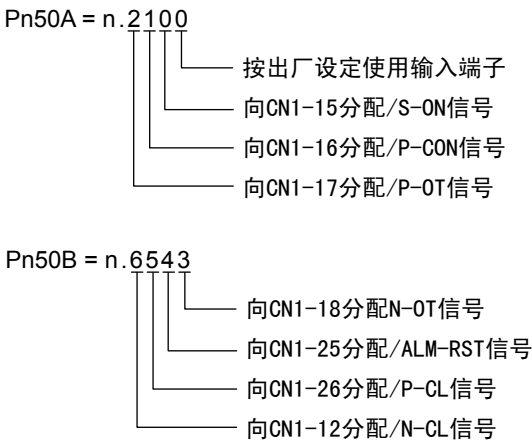 Pn50A = n.2100
按出厂设定使用输入端子
向CN1-15分配/S-ON信号
向CN1-16分配/P-CON信号
向CN1-17分配/P-OT信号
Pn50B = n.6543
向CN1-18分配N-OT信号
向CN1-25分配/ALM-RST信号
向CN1-26分配/P-CL信号
向CN1-12分配/N-CL信号